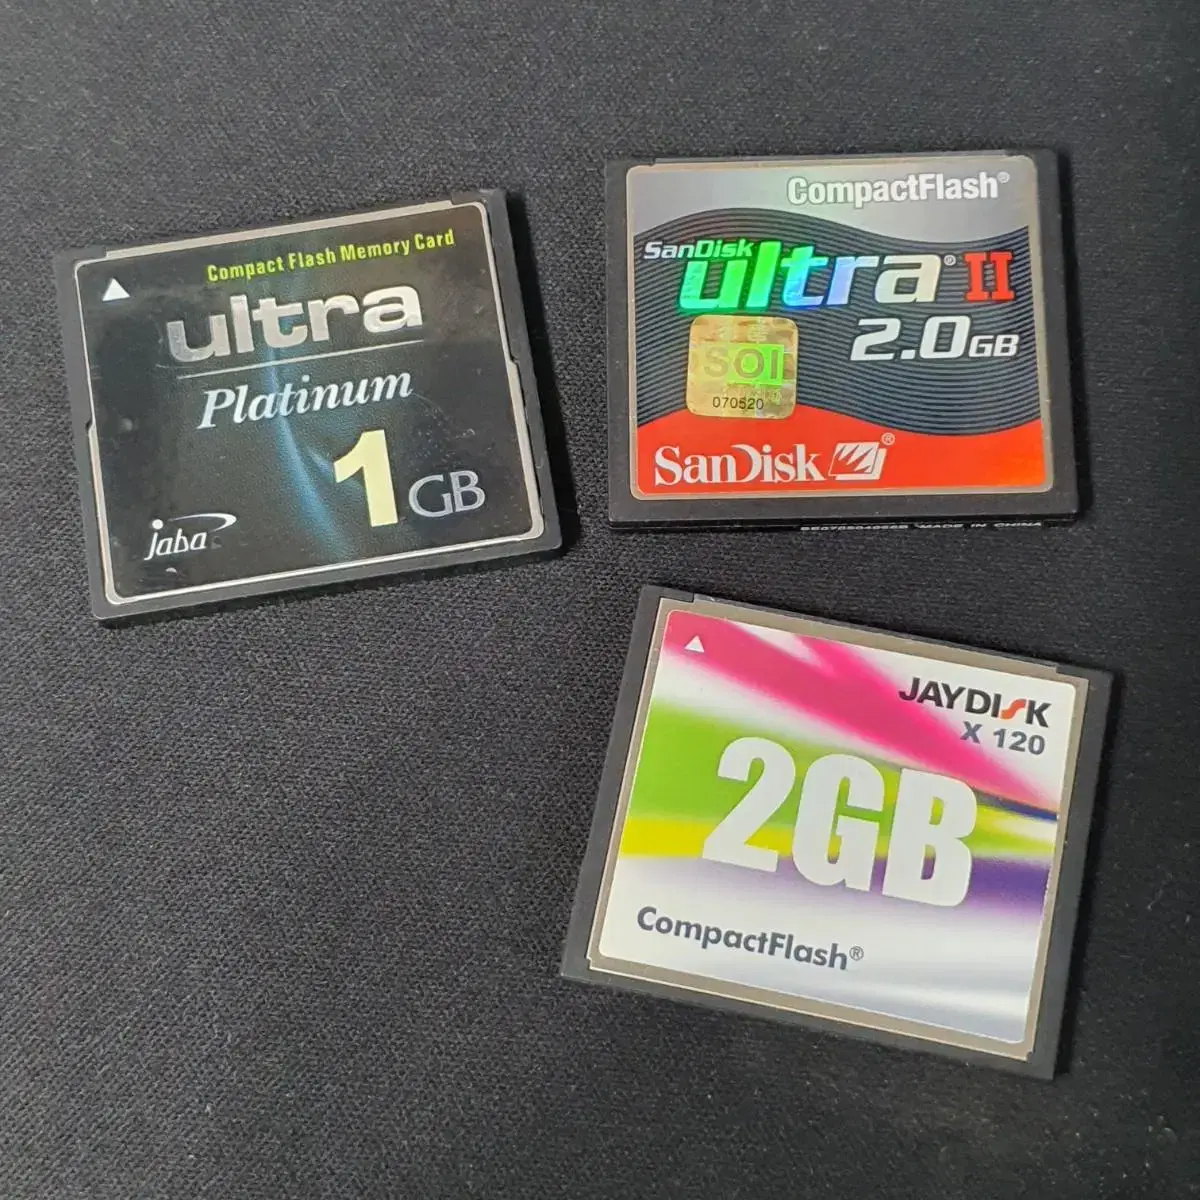 Compact Flash Memory Card
ultra
Platinum
1 GB
jaba
CompactFlash®
SanDisk
ultra® II
2.0GB
SOI
070520
SanDisk ®
MADE IN CHINA
JAYDISK
X 120
2GB
CompactFlash®